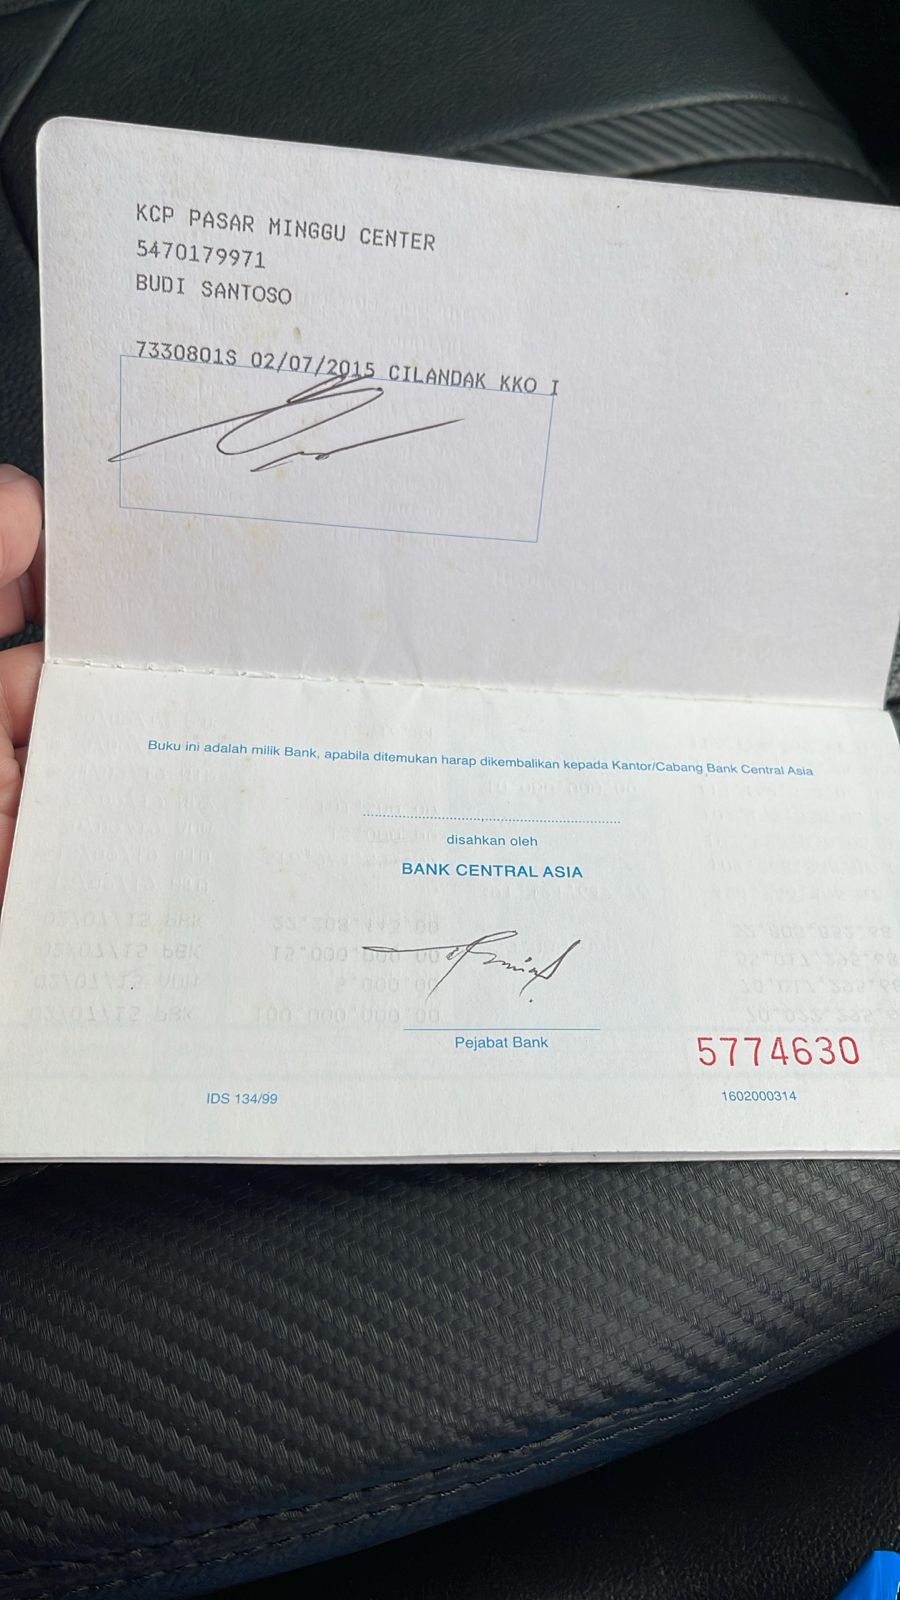 KCP PASAR MINGGU CENTER
5470179971
BUDI SANTOSO
7330801S 02/07/2015 CILANDAK KKO I
Buku ini adalah milik Bank, apabila ditemukan harap dikembalikan kepada Kantor/Cabang Bank Central Asia
disahkan oleh
BANK CENTRAL ASIA
Pejabat Bank
5774630
IDS 134/99
1602000314